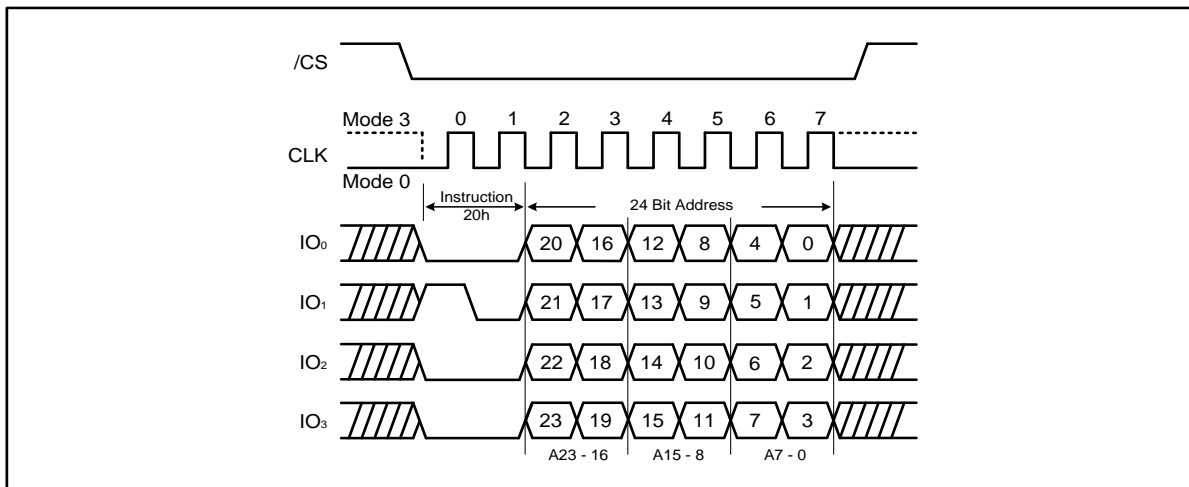 /CS
Mode 3 0 1 2 3 4 5 6 7
CLK
Mode 0
Instruction
20h
24 Bit Address
IO₀ 20 16 12 8 4 0
IO₁ 21 17 13 9 5 1
IO₂ 22 18 14 10 6 2
IO₃ 23 19 15 11 7 3
A23 - 16 A15 - 8 A7 - 0